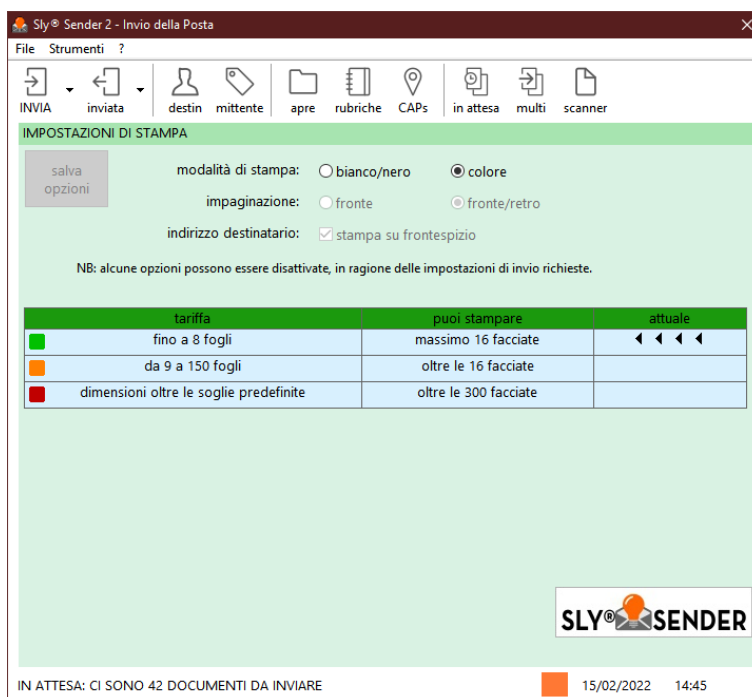 Sly® Sender 2 - Invio della Posta
File Strumenti ?
INVIA inviata destin mittente apre rubriche CAPs in attesa multi scanner
IMPOSTAZIONI DI STAMPA
salva opzioni
modalità di stampa: bianco/nero colore
impaginazione: fronte fronte/retro
indirizzo destinatario: stampa su frontespizio
NB: alcune opzioni possono essere disattivate, in ragione delle impostazioni di invio richieste.
tariffa puoi stampare attuale
fino a 8 fogli massimo 16 facciate
da 9 a 150 fogli oltre le 16 facciate
dimensioni oltre le soglie predefinite oltre le 300 facciate
SLY® SENDER
IN ATTESA: CI SONO 42 DOCUMENTI DA INVIARE 15/02/2022 14:45